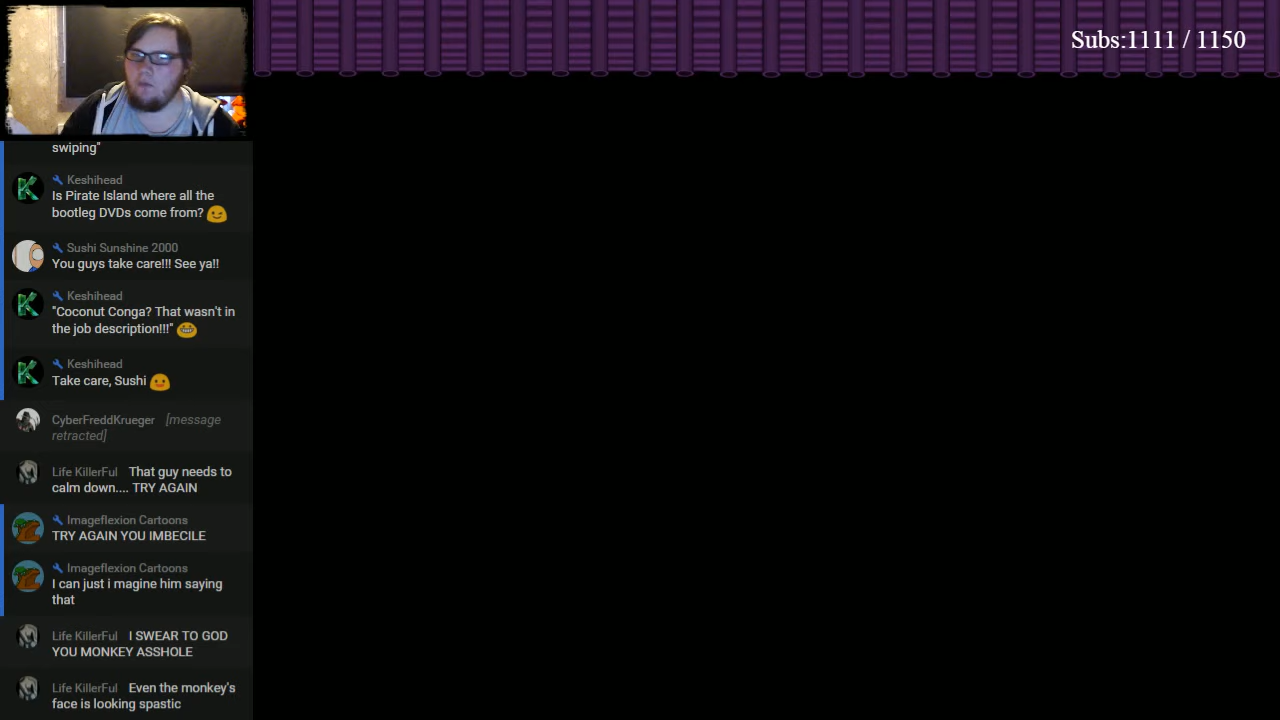 Subs:1111 / 1150
swiping"
Keshihead
Is Pirate Island where all the
bootleg DVDs come from?
Sushi Sunshine 2000
You guys take care!!! See ya!!
Keshihead
"Coconut Conga? That wasn't in
the job description!!!"
Keshihead
Take care, Sushi
CyberFreddKrueger [message
retracted]
Life KillerFul That guy needs to
calm down.... TRY AGAIN
Imageflexion Cartoons
TRY AGAIN YOU IMBECILE
Imageflexion Cartoons
I can just i magine him saying
that
Life KillerFul I SWEAR TO GOD
YOU MONKEY ASSHOLE
Life KillerFul Even the monkey's
face is looking spastic